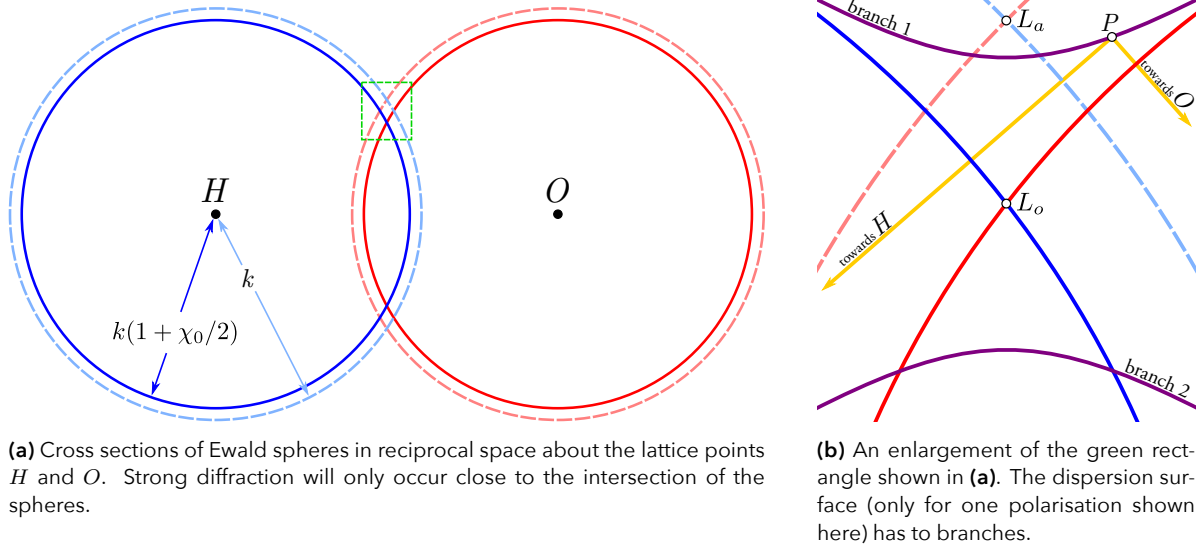 H
O
k
k(1 + χ₀/2)
branch 1
Lₐ
P
towards O
Lₒ
towards H
branch 2
(a) Cross sections of Ewald spheres in reciprocal space about the lattice points
H and O. Strong diffraction will only occur close to the intersection of the
spheres.
(b) An enlargement of the green rect-
angle shown in (a). The dispersion sur-
face (only for one polarisation shown
here) has to branches.